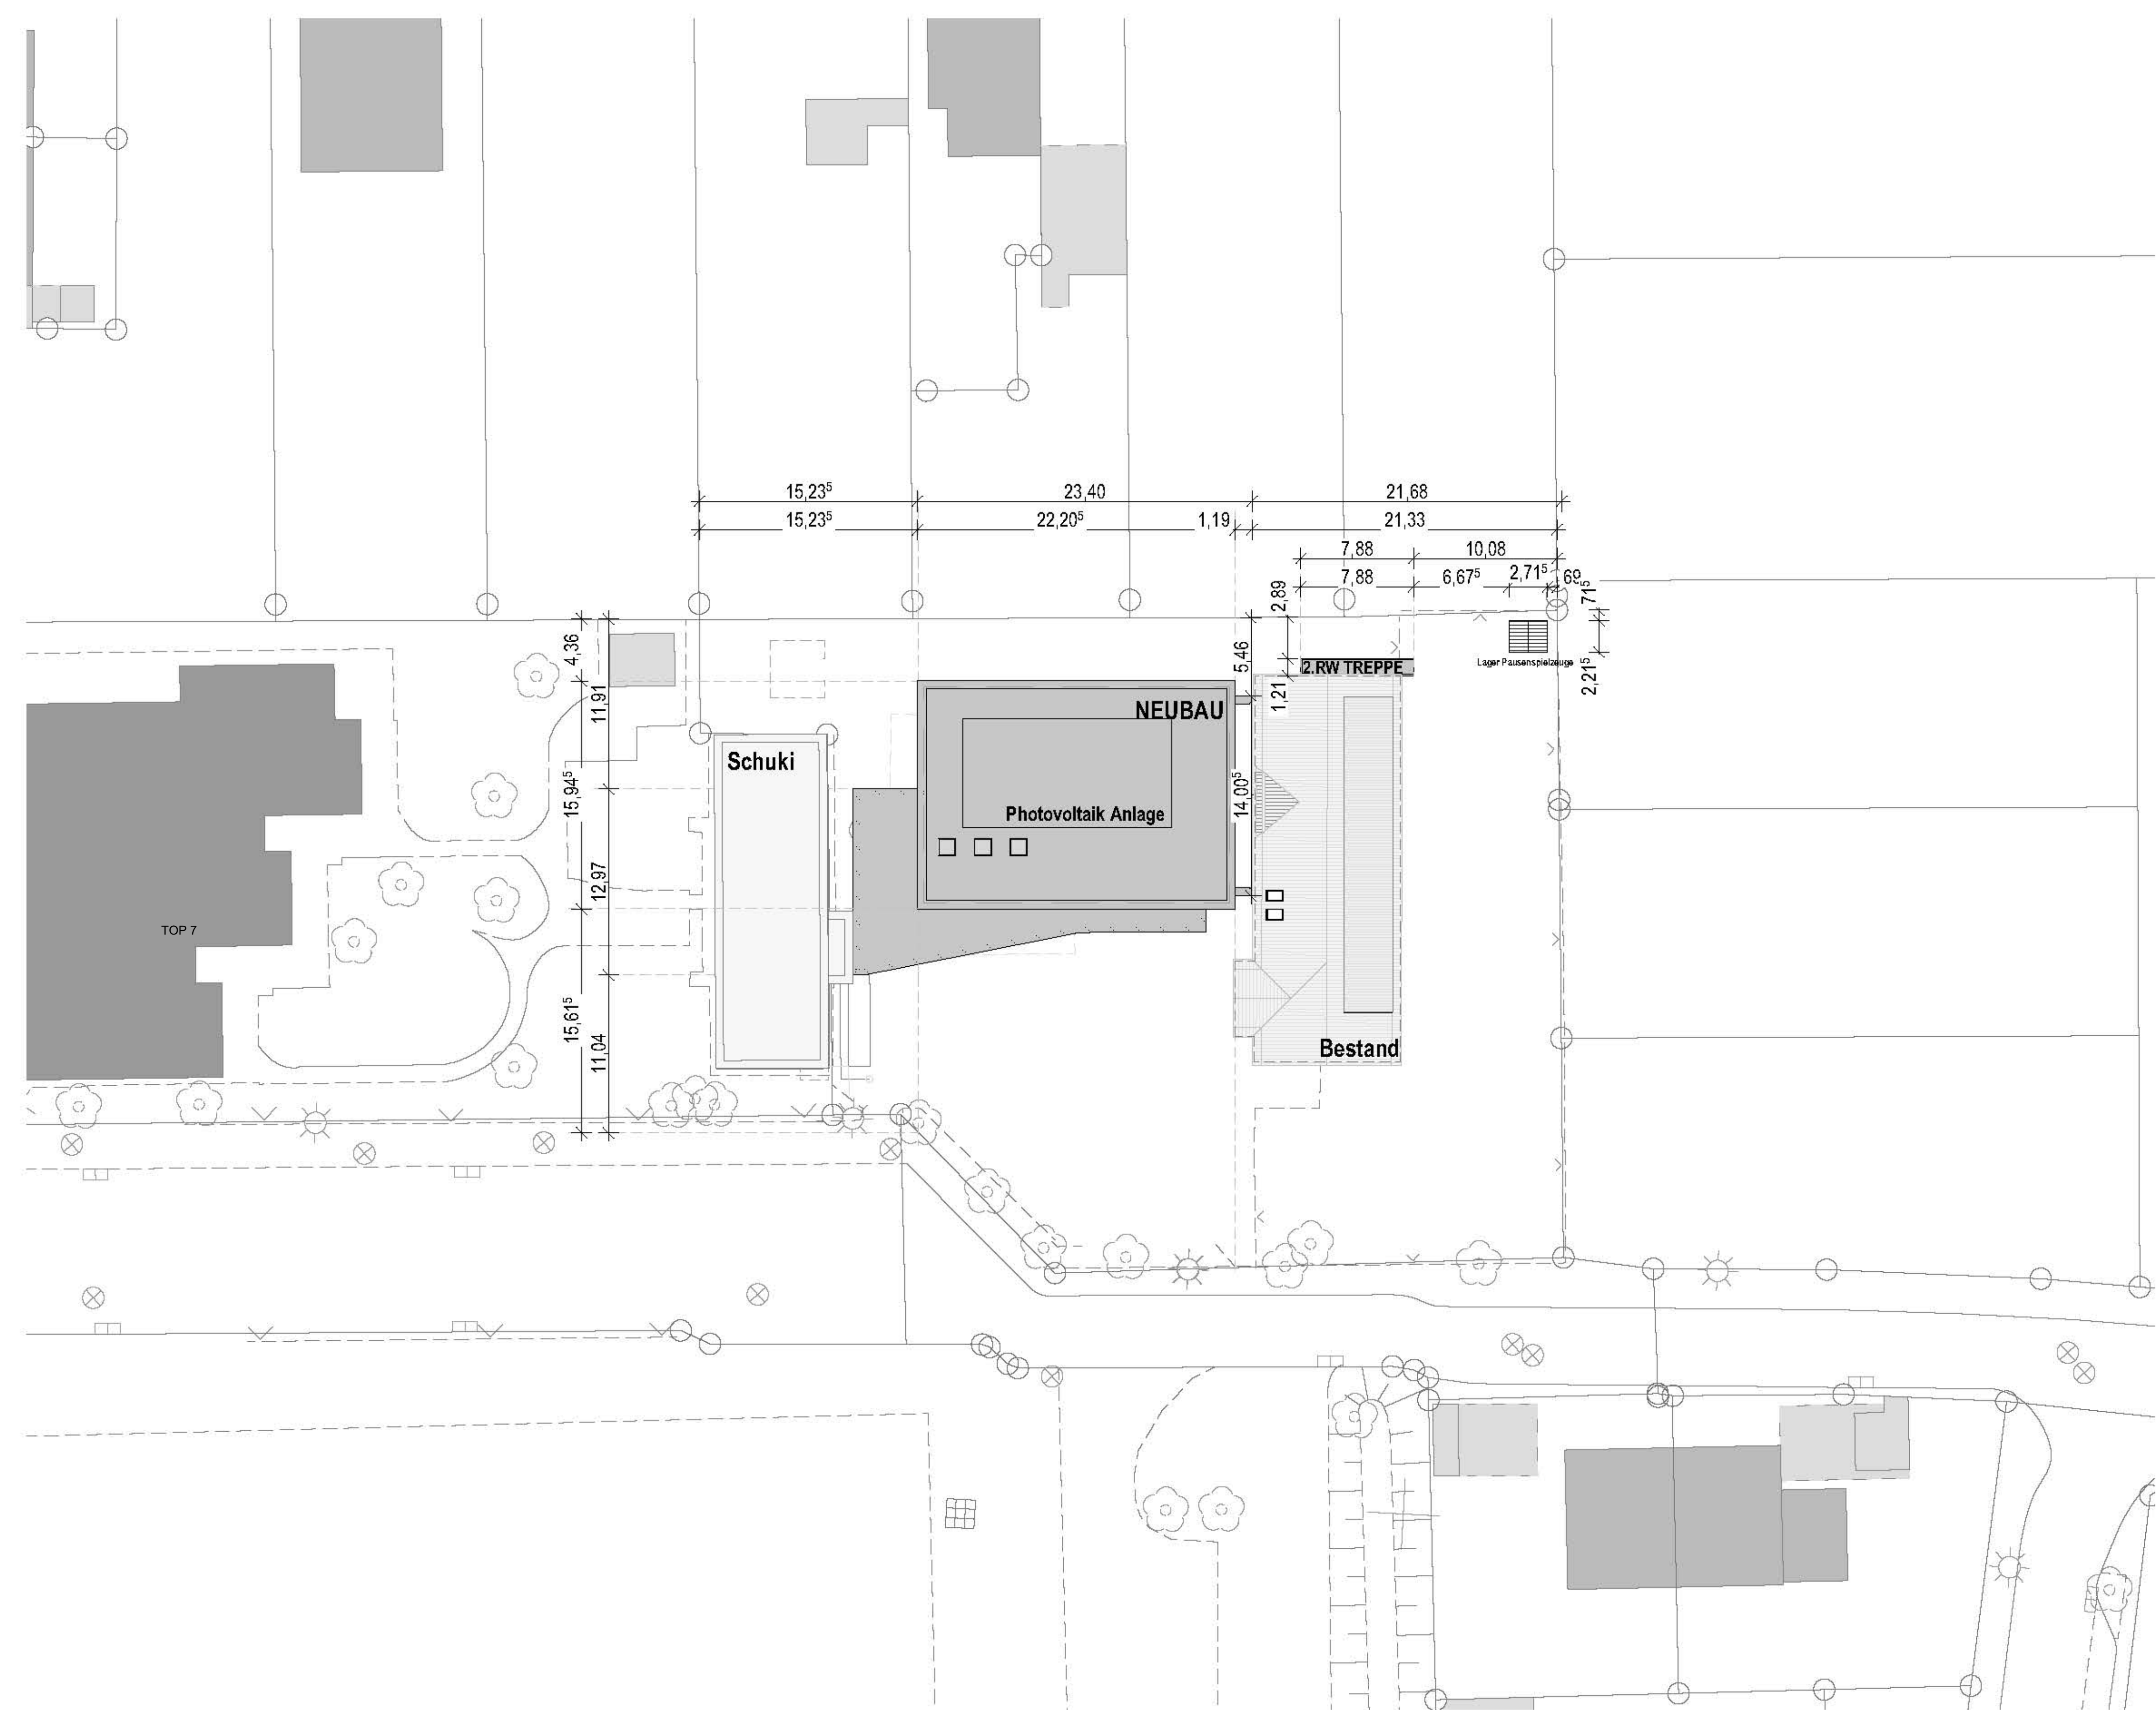 15,23⁵ 23,40 21,68
15,23⁵ 22,20⁵ 1,19 21,33
7,88 10,08
7,88 6,67⁵ 2,71⁵ 69
2,89
71⁵
4,36
5,46
2.RW TREPPE
Lager Pausenspielzeuge
2,21⁵
11,91
1,21
NEUBAU
Schuki
15,94⁵
14,00⁵
Photovoltaik Anlage
12,97
TOP 7
15,61⁵
11,04
Bestand